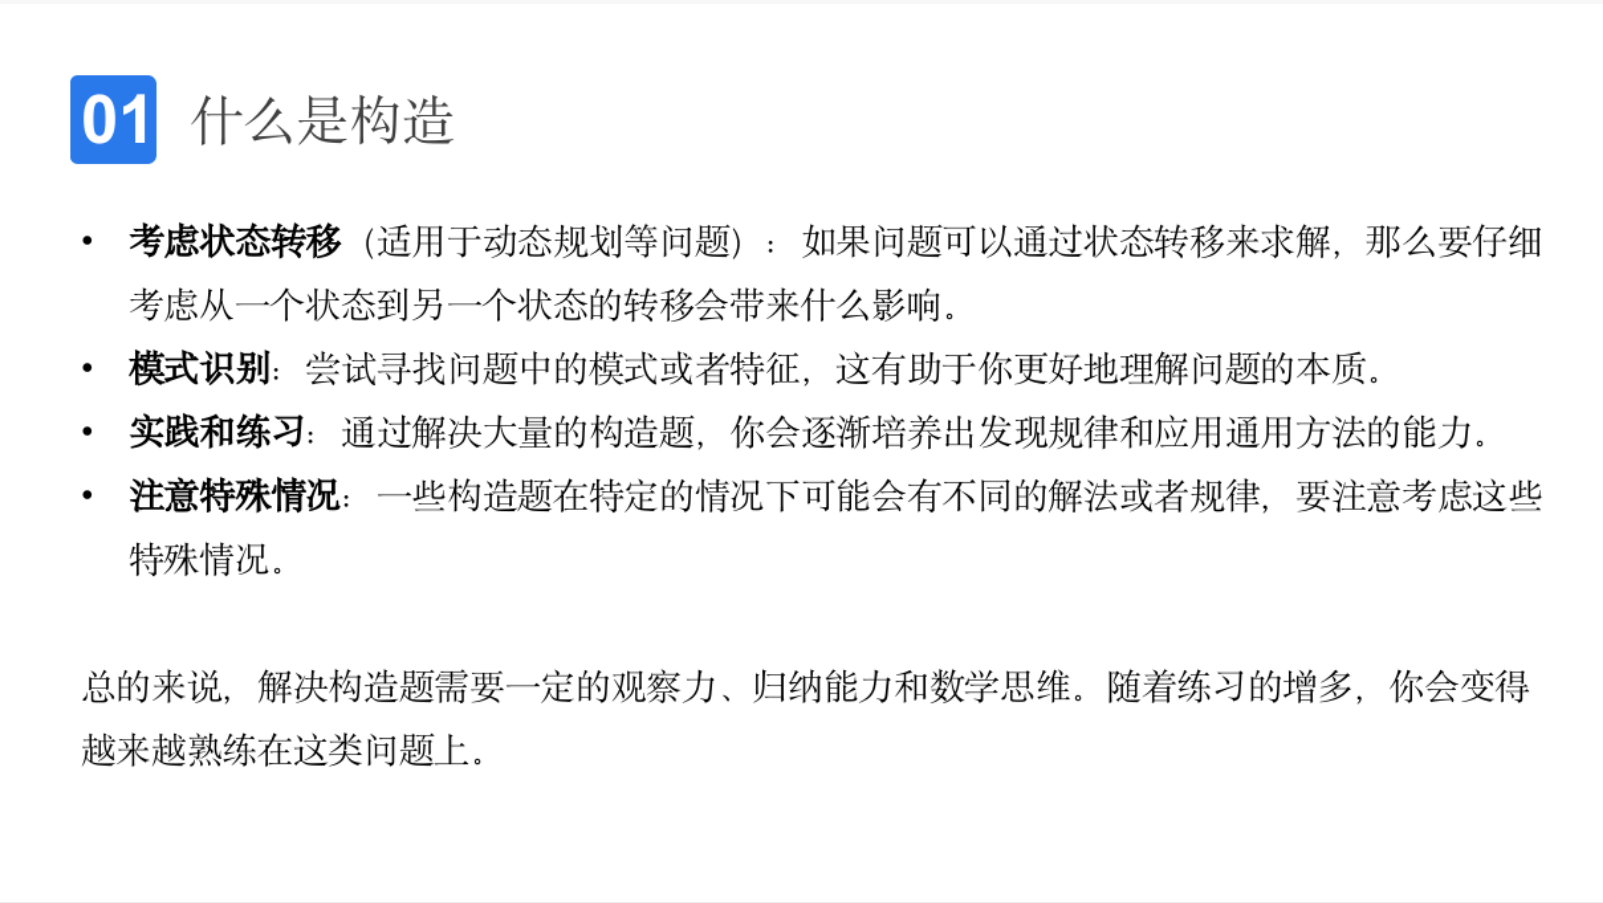 01 什么是构造
• 考虑状态转移（适用于动态规划等问题）：如果问题可以通过状态转移来求解，那么要仔细
考虑从一个状态到另一个状态的转移会带来什么影响。
• 模式识别：尝试寻找问题中的模式或者特征，这有助于你更好地理解问题的本质。
• 实践和练习：通过解决大量的构造题，你会逐渐培养出发现规律和应用通用方法的能力。
• 注意特殊情况：一些构造题在特定的情况下可能会有不同的解法或者规律，要注意考虑这些
特殊情况。
总的来说，解决构造题需要一定的观察力、归纳能力和数学思维。随着练习的增多，你会变得
越来越熟练在这类问题上。